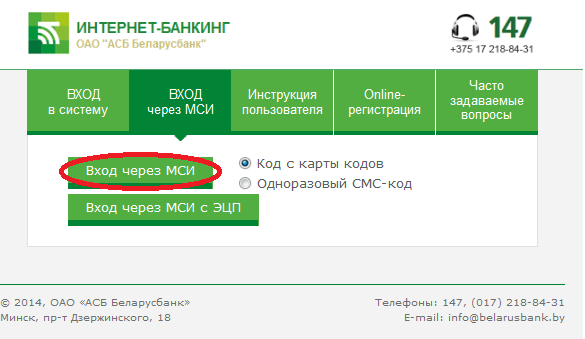 ИНТЕРНЕТ-БАНКИНГ
ОАО "АСБ Беларусбанк"
147
+375 17 218-84-31
ВХОД
в систему
ВХОД
через МСИ
Инструкция
пользователя
Online-
регистрация
Часто
задаваемые
вопросы
Вход через МСИ
Код с карты кодов
Одноразовый СМС-код
Вход через МСИ с ЭЦП
© 2014, ОАО «АСБ Беларусбанк»
Минск, пр-т Дзержинского, 18
Телефоны: 147, (017) 218-84-31
E-mail: info@belarusbank.by